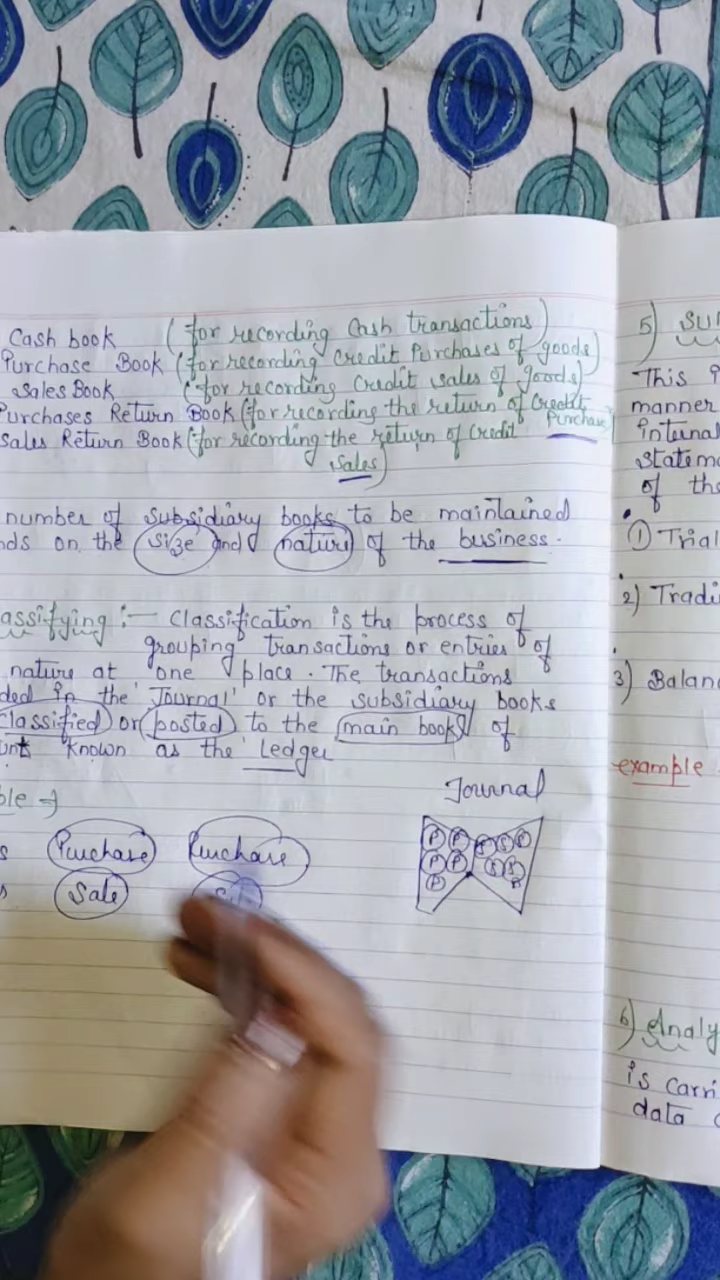 Cash book (for recording Cash transactions)
Purchase Book (for recording Credit Purchases of goods)
Sales Book (for recording Credit sales of goods)
Purchases Return Book (for recording the return of Credit
Purchase)
Sales Return Book (for recording the return of Credit
Sales)
number of subsidiary books to be maintained
nds on the size and nature of the business.
assifying :- Classification is the process of
grouping transactions or entries of
nature at one place. The transactions
ded in the 'Journal' or the subsidiary books
classified or posted to the main book of
unt known as the Ledger
ple ⇒
Journal
s Purchase Purchase
s Sale
P P S S S
P P S S
P
5) Su
This i
manner
interna
statem
of the
① Trial
2) Tradi
3) Balan
example
6) Analy
is carri
data